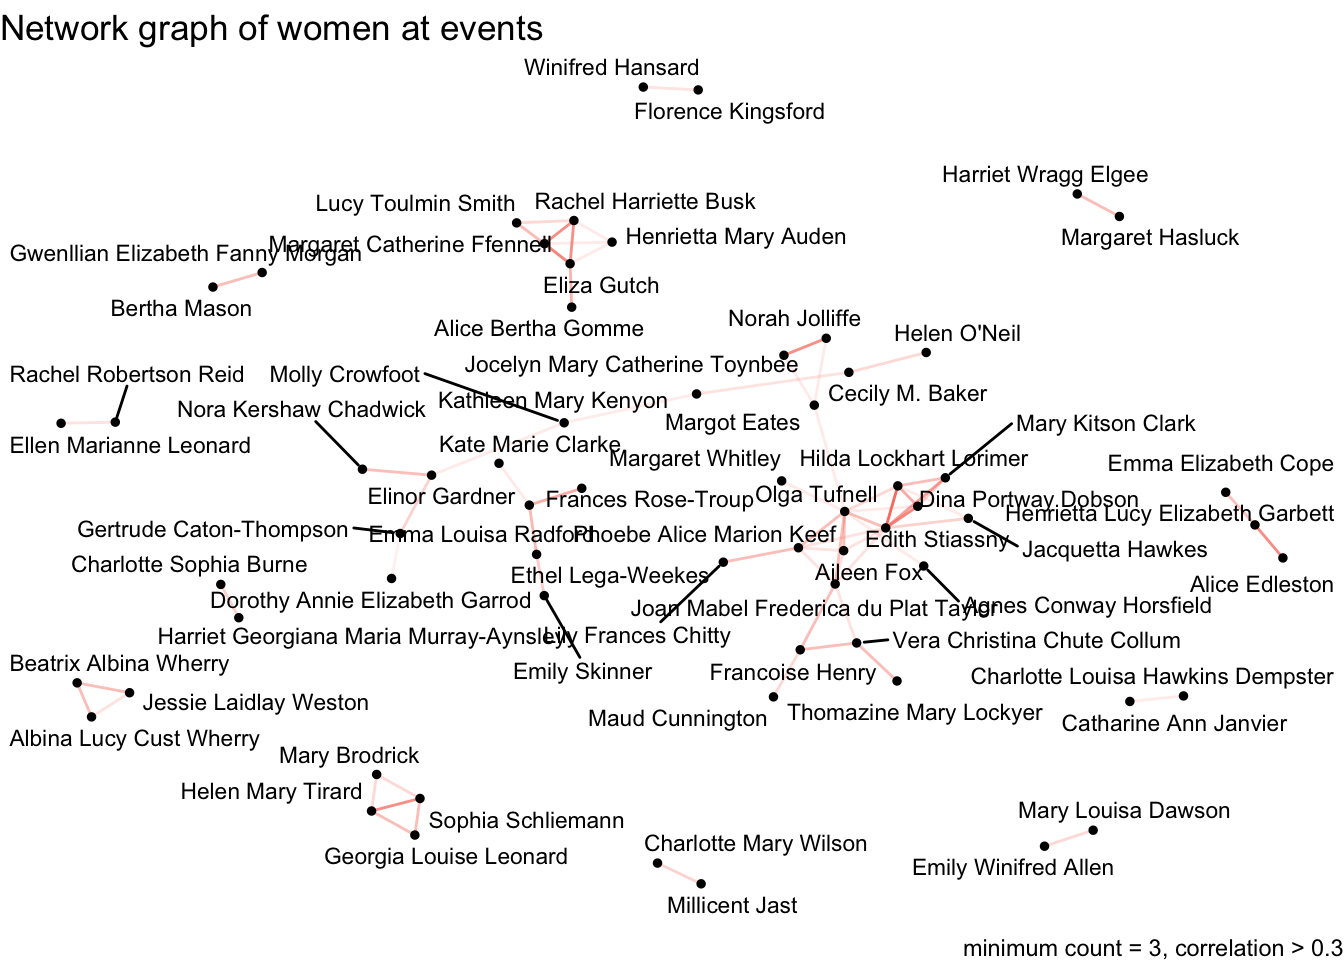 Network graph of women at events
Winifred Hansard
Florence Kingsford
Harriet Wragg Elgee
Lucy Toulmin Smith
Rachel Harriette Busk
Margaret Hasluck
Henrietta Mary Auden
Margaret Catherine Ffennell
Gwenllian Elizabeth Fanny Morgan
Eliza Gutch
Bertha Mason
Alice Bertha Gomme
Norah Jolliffe
Helen O'Neil
Jocelyn Mary Catherine Toynbee
Rachel Robertson Reid
Molly Crowfoot
Cecily M. Baker
Kathleen Mary Kenyon
Nora Kershaw Chadwick
Margot Eates
Mary Kitson Clark
Ellen Marianne Leonard
Kate Marie Clarke
Margaret Whitley
Hilda Lockhart Lorimer
Emma Elizabeth Cope
Elinor Gardner
Frances Rose-Troup
Olga Tufnell
Dina Portway Dobson
Henrietta Lucy Elizabeth Garbett
Gertrude Caton-Thompson
Emma Louisa Radford
Phoebe Alice Marion Keef
Edith Stiassny
Jacquetta Hawkes
Charlotte Sophia Burne
Ethel Lega-Weekes
Aileen Fox
Alice Edleston
Dorothy Annie Elizabeth Garrod
Joan Mabel Frederica du Plat Taylor
Agnes Conway Horsfield
Harriet Georgiana Maria Murray-Aynsley
Lily Frances Chitty
Vera Christina Chute Collum
Beatrix Albina Wherry
Emily Skinner
Francoise Henry
Charlotte Louisa Hawkins Dempster
Jessie Laidlay Weston
Maud Cunnington
Thomazine Mary Lockyer
Catharine Ann Janvier
Albina Lucy Cust Wherry
Mary Brodrick
Helen Mary Tirard
Sophia Schliemann
Mary Louisa Dawson
Georgia Louise Leonard
Charlotte Mary Wilson
Emily Winifred Allen
Millicent Jast
minimum count = 3, correlation > 0.3